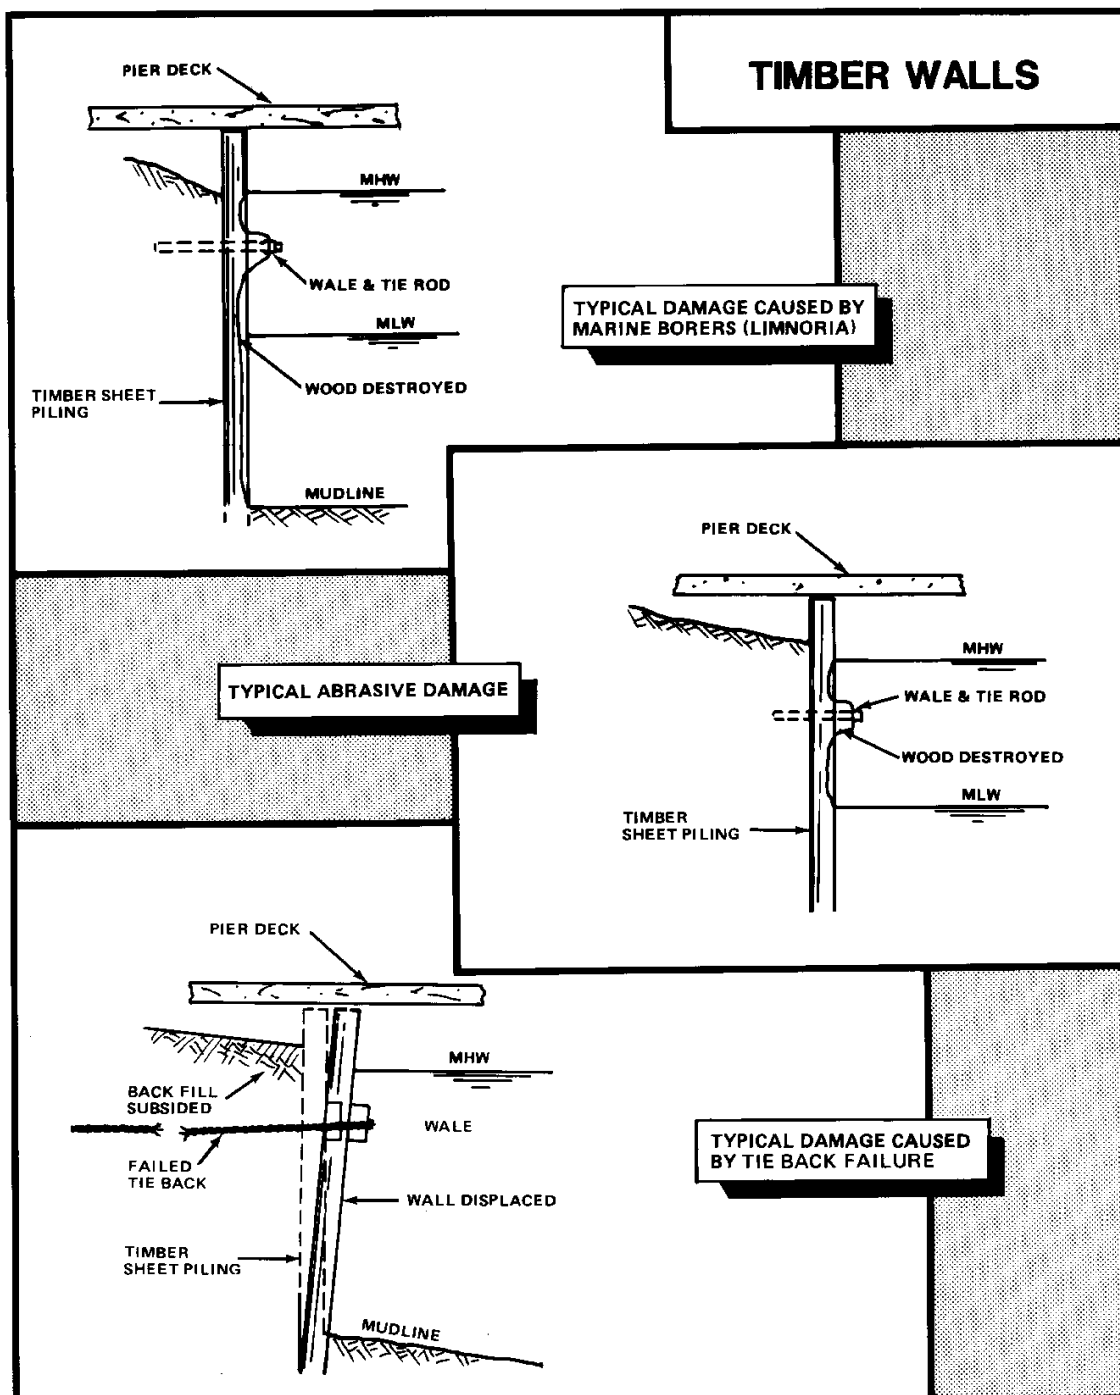 TIMBER WALLS
PIER DECK
MHW
WALE & TIE ROD
MLW
WOOD DESTROYED
TIMBER SHEET
PILING
MUDLINE
TYPICAL DAMAGE CAUSED BY
MARINE BORERS (LIMNORIA)
PIER DECK
MHW
WALE & TIE ROD
WOOD DESTROYED
MLW
TIMBER
SHEET PILING
TYPICAL ABRASIVE DAMAGE
PIER DECK
MHW
BACK FILL
SUBSIDED
WALE
FAILED
TIE BACK
WALL DISPLACED
TIMBER
SHEET PILING
MUDLINE
TYPICAL DAMAGE CAUSED
BY TIE BACK FAILURE